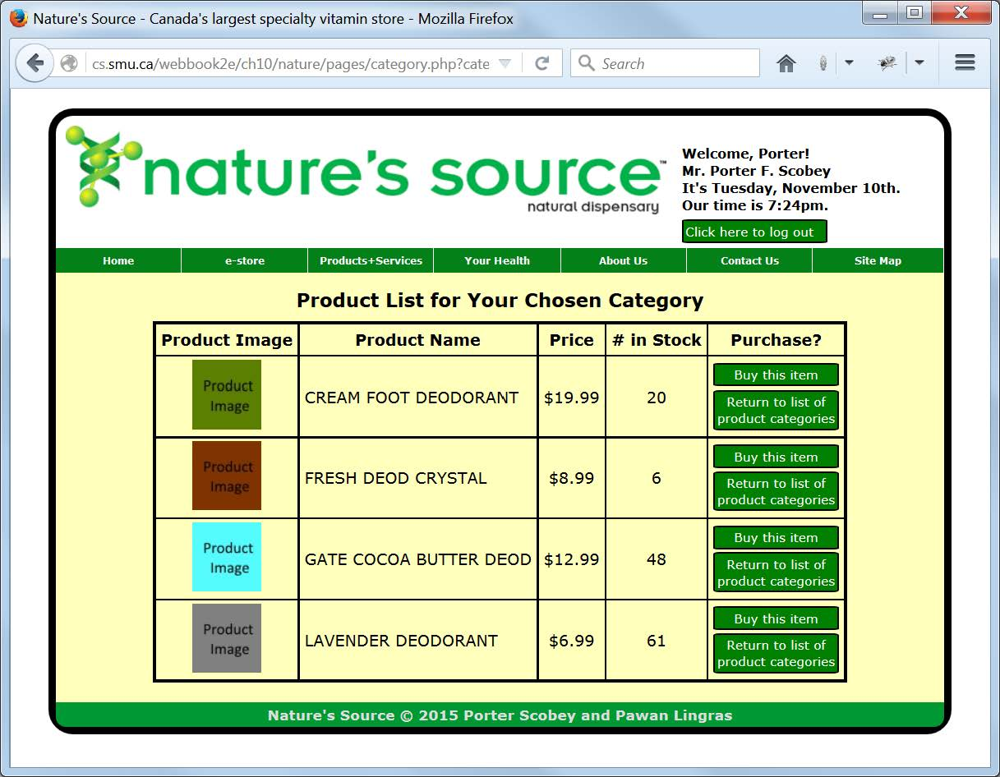 Nature's Source - Canada's largest specialty vitamin store - Mozilla Firefox
cs.smu.ca/webbook2e/ch10/nature/pages/category.php?cate
Search
nature's source™
natural dispensary
Welcome, Porter!
Mr. Porter F. Scobey
It's Tuesday, November 10th.
Our time is 7:24pm.
Click here to log out
Home e-store Products+Services Your Health About Us Contact Us Site Map
Product List for Your Chosen Category
Product Image Product Name Price # in Stock Purchase?
Product
Image
CREAM FOOT DEODORANT $19.99 20
Buy this item
Return to list of
product categories
Product
Image
FRESH DEOD CRYSTAL $8.99 6
Buy this item
Return to list of
product categories
Product
Image
GATE COCOA BUTTER DEOD $12.99 48
Buy this item
Return to list of
product categories
Product
Image
LAVENDER DEODORANT $6.99 61
Buy this item
Return to list of
product categories
Nature's Source © 2015 Porter Scobey and Pawan Lingras